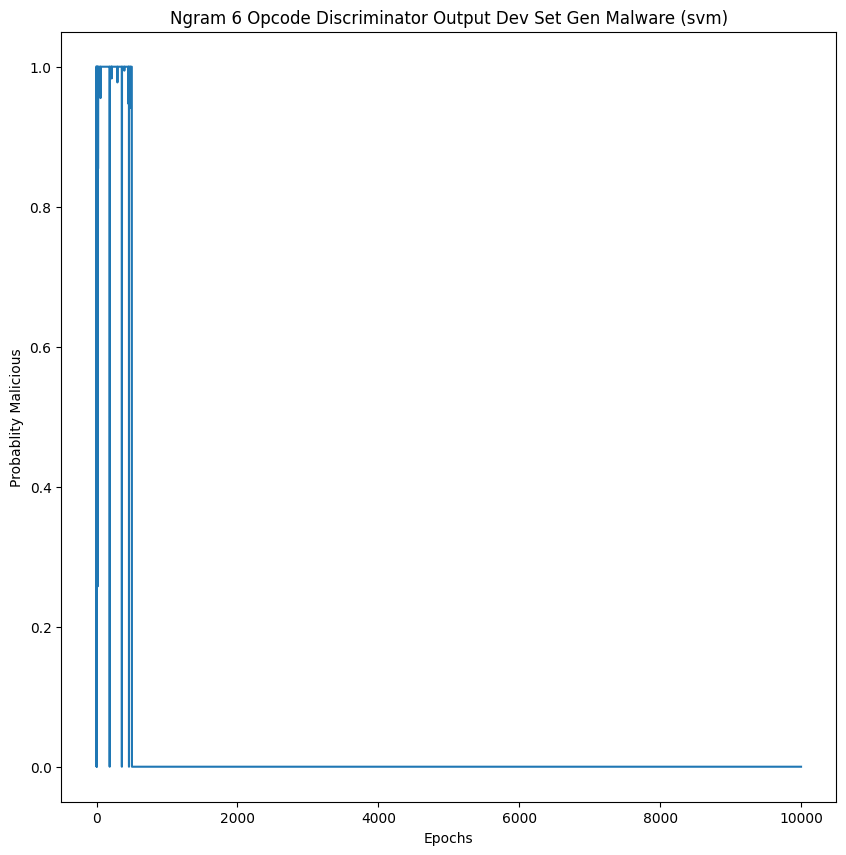 Ngram 6 Opcode Discriminator Output Dev Set Gen Malware (svm)
1.0
0.8
0.6
0.4
0.2
0.0
Probablity Malicious
0 2000 4000 6000 8000 10000
Epochs